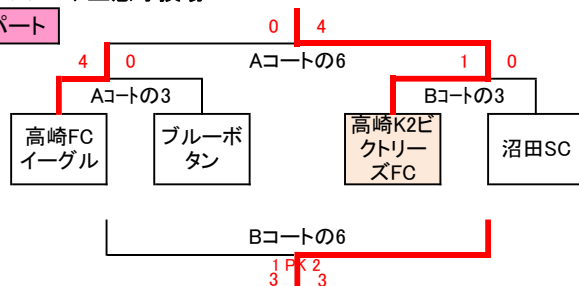 パート
0 4
4 0
Aコートの6
1 0
Aコートの3
Bコートの3
高崎FC
イーグル
ブルーボ
タン
高崎K2ビ
クトリー
ズFC
沼田SC
Bコートの6
1 PK 2
3 3